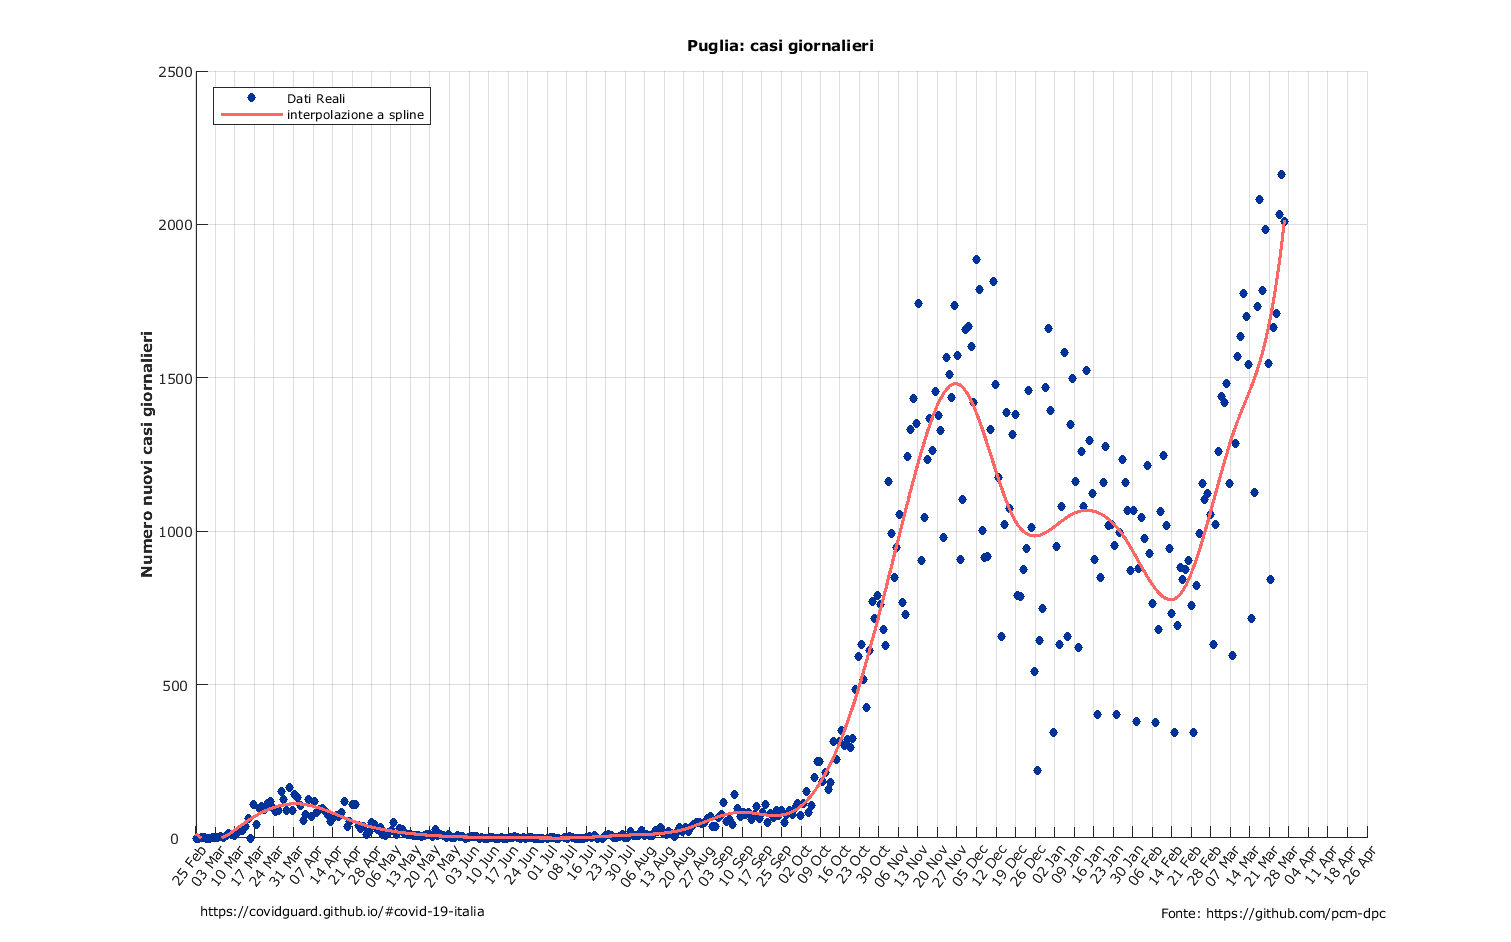 Puglia: casi giornalieri
2500
Dati Reali
interpolazione a spline
2000
1500
1000
500
0
Numero nuovi casi giornalieri
25 Feb
03 Mar
10 Mar
17 Mar
24 Mar
31 Mar
07 Apr
14 Apr
21 Apr
28 Apr
06 May
13 May
20 May
27 May
03 Jun
10 Jun
17 Jun
24 Jun
01 Jul
08 Jul
16 Jul
23 Jul
30 Jul
06 Aug
13 Aug
20 Aug
27 Aug
03 Sep
10 Sep
17 Sep
25 Sep
02 Oct
09 Oct
16 Oct
23 Oct
30 Oct
06 Nov
13 Nov
20 Nov
27 Nov
05 Dec
12 Dec
19 Dec
26 Dec
02 Jan
09 Jan
16 Jan
23 Jan
30 Jan
06 Feb
14 Feb
21 Feb
28 Feb
07 Mar
14 Mar
21 Mar
28 Mar
04 Apr
11 Apr
18 Apr
26 Apr
https://covidguard.github.io/#covid-19-italia
Fonte: https://github.com/pcm-dpc